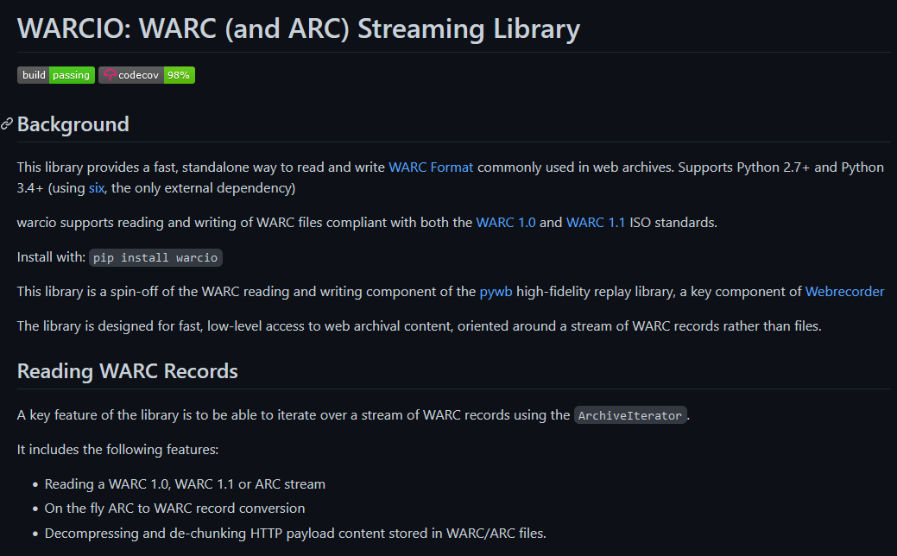 WARCIO: WARC (and ARC) Streaming Library
build passing codecov 98%
Background
This library provides a fast, standalone way to read and write WARC Format commonly used in web archives. Supports Python 2.7+ and Python
3.4+ (using six, the only external dependency)
warcio supports reading and writing of WARC files compliant with both the WARC 1.0 and WARC 1.1 ISO standards.
Install with: pip install warcio
This library is a spin-off of the WARC reading and writing component of the pywb high-fidelity replay library, a key component of Webrecorder
The library is designed for fast, low-level access to web archival content, oriented around a stream of WARC records rather than files.
Reading WARC Records
A key feature of the library is to be able to iterate over a stream of WARC records using the ArchiveIterator.
It includes the following features:
• Reading a WARC 1.0, WARC 1.1 or ARC stream
• On the fly ARC to WARC record conversion
• Decompressing and de-chunking HTTP payload content stored in WARC/ARC files.